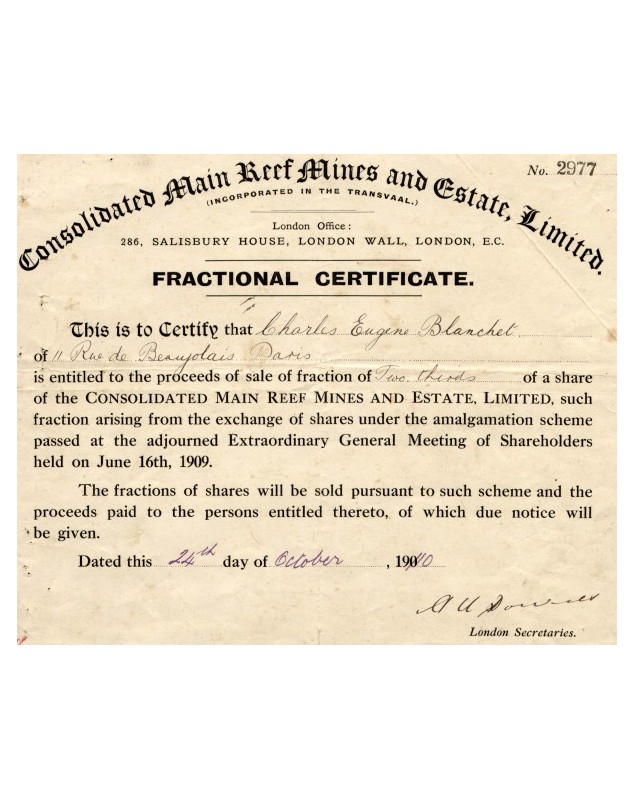 No. 2977
Consolidated Main Reef Mines and Estate, Limited.
(INCORPORATED IN THE TRANSVAAL.)
London Office:
286, SALISBURY HOUSE, LONDON WALL, LONDON, E.C.
FRACTIONAL CERTIFICATE.
This is to Certify that Charles Eugene Blanchet
of 11 Rue de Beaujolais Paris
is entitled to the proceeds of sale of fraction of Two thirds of a share
of the CONSOLIDATED MAIN REEF MINES AND ESTATE, LIMITED, such
fraction arising from the exchange of shares under the amalgamation scheme
passed at the adjourned Extraordinary General Meeting of Shareholders
held on June 16th, 1909.
The fractions of shares will be sold pursuant to such scheme and the
proceeds paid to the persons entitled thereto, of which due notice will
be given.
Dated this 24th day of October, 1910
London Secretaries.